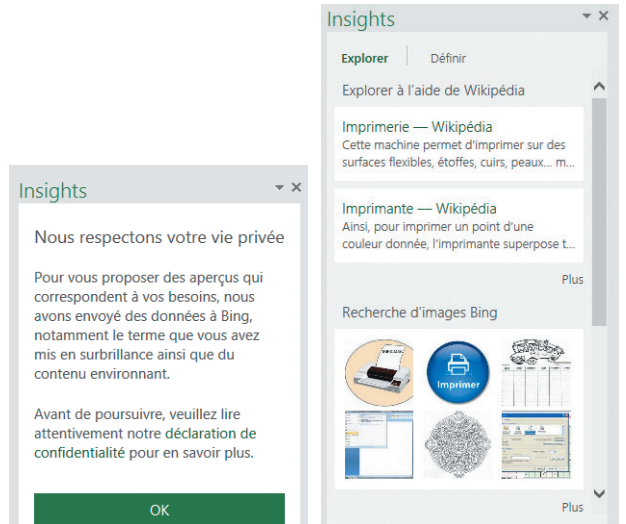 Insights
Nous respectons votre vie privée
Pour vous proposer des aperçus qui
correspondent à vos besoins, nous
avons envoyé des données à Bing,
notamment le terme que vous avez
mis en surbrillance ainsi que du
contenu environnant.
Avant de poursuivre, veuillez lire
attentivement notre déclaration de
confidentialité pour en savoir plus.
OK
Insights
Explorer Définir
Explorer à l'aide de Wikipédia
Imprimerie — Wikipédia
Cette machine permet d'imprimer sur des
surfaces flexibles, étoffes, cuirs, peaux... m...
Imprimante — Wikipédia
Ainsi, pour imprimer un point d'une
couleur donnée, l'imprimante superpose t...
Plus
Recherche d'images Bing
Imprimer
Plus